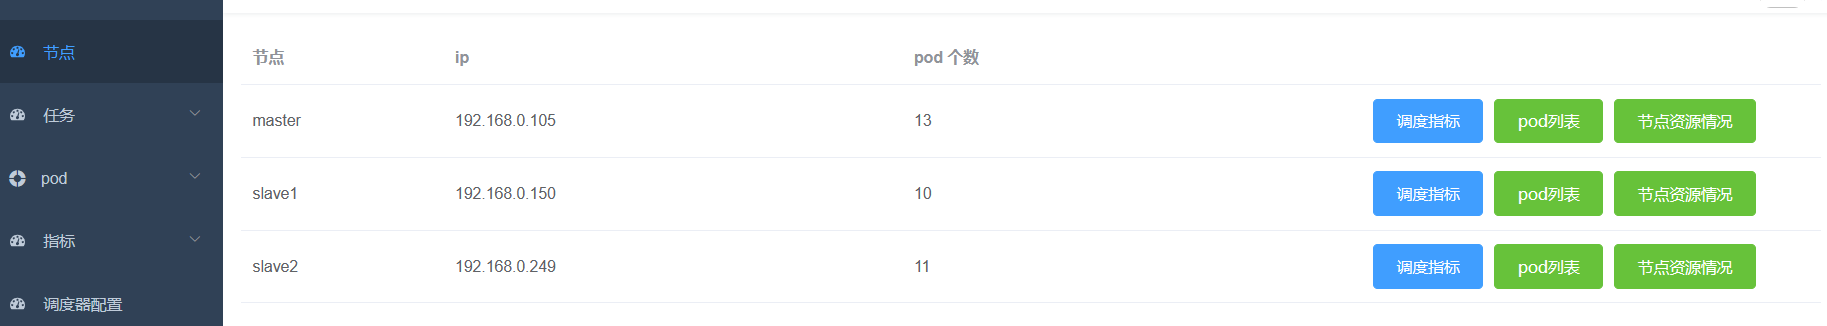 节点
任务
pod
指标
调度器配置
节点 ip pod 个数
master 192.168.0.105 13 调度指标 pod列表 节点资源情况
slave1 192.168.0.150 10 调度指标 pod列表 节点资源情况
slave2 192.168.0.249 11 调度指标 pod列表 节点资源情况